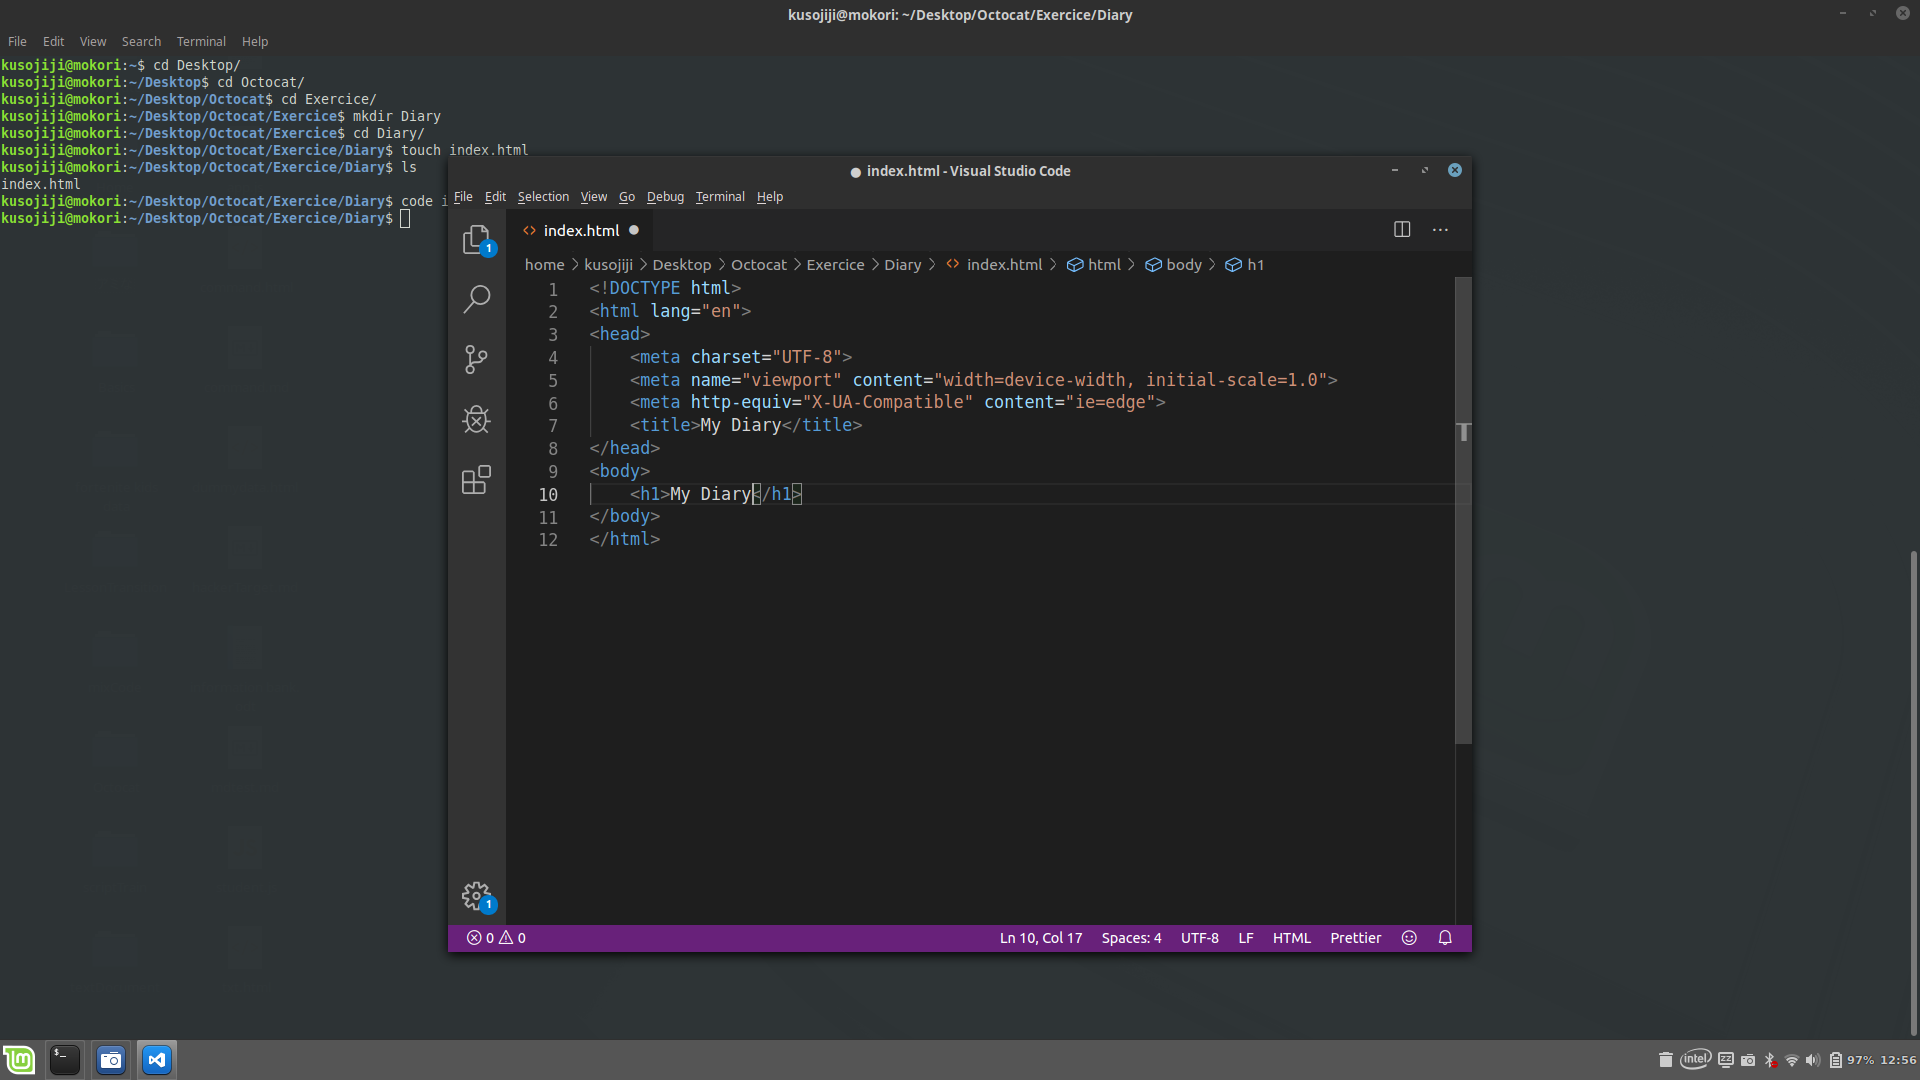 kusojiji@mokori: ~/Desktop/Octocat/Exercice/Diary
File Edit View Search Terminal Help
kusojiji@mokori:~$ cd Desktop/
kusojiji@mokori:~/Desktop$ cd Octocat/
kusojiji@mokori:~/Desktop/Octocat$ cd Exercice/
kusojiji@mokori:~/Desktop/Octocat/Exercice$ mkdir Diary
kusojiji@mokori:~/Desktop/Octocat/Exercice$ cd Diary/
kusojiji@mokori:~/Desktop/Octocat/Exercice/Diary$ touch index.html
kusojiji@mokori:~/Desktop/Octocat/Exercice/Diary$ ls
index.html
kusojiji@mokori:~/Desktop/Octocat/Exercice/Diary$ code i
kusojiji@mokori:~/Desktop/Octocat/Exercice/Diary$
● index.html - Visual Studio Code
File Edit Selection View Go Debug Terminal Help
1
<> index.html ●
home > kusojiji > Desktop > Octocat > Exercice > Diary > <> index.html > html > body > h1
1 <!DOCTYPE html>
2 <html lang="en">
3 <head>
4     <meta charset="UTF-8">
5     <meta name="viewport" content="width=device-width, initial-scale=1.0">
6     <meta http-equiv="X-UA-Compatible" content="ie=edge">
7     <title>My Diary</title>
8 </head>
9 <body>
10     <h1>My Diary</h1>
11 </body>
12 </html>
1
0 0 Ln 10, Col 17 Spaces: 4 UTF-8 LF HTML Prettier
$_ intel zz 97% 12:56